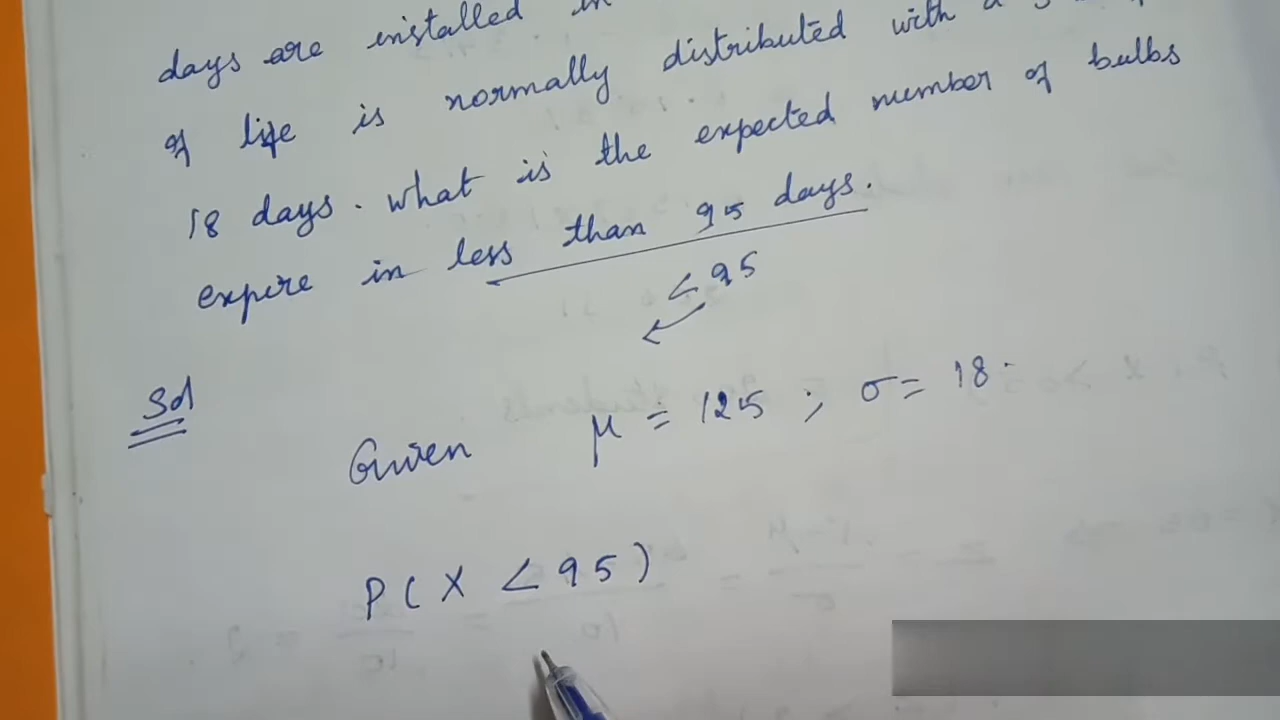 days are installed in
of life is normally distributed with a
18 days. what is the expected number of bulbs
expire in less than 95 days.
< 95
Sol
Given μ = 125 ; σ = 18.
P( X < 95 )